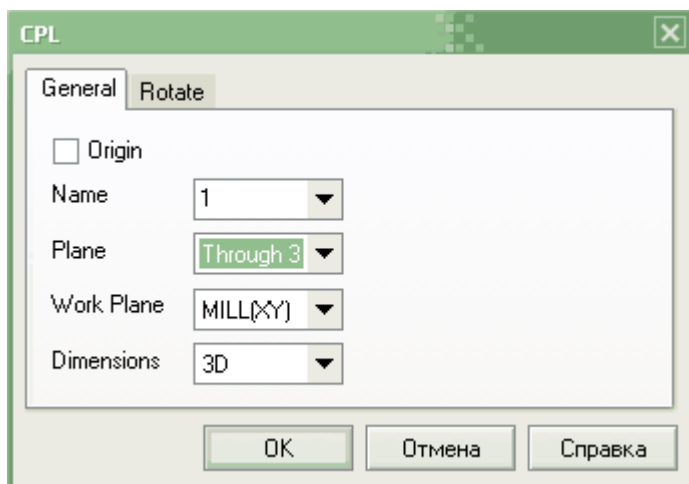 CPL
General Rotate
Origin
Name 1
Plane Through 3
Work Plane MILL(XY)
Dimensions 3D
OK Отмена Справка